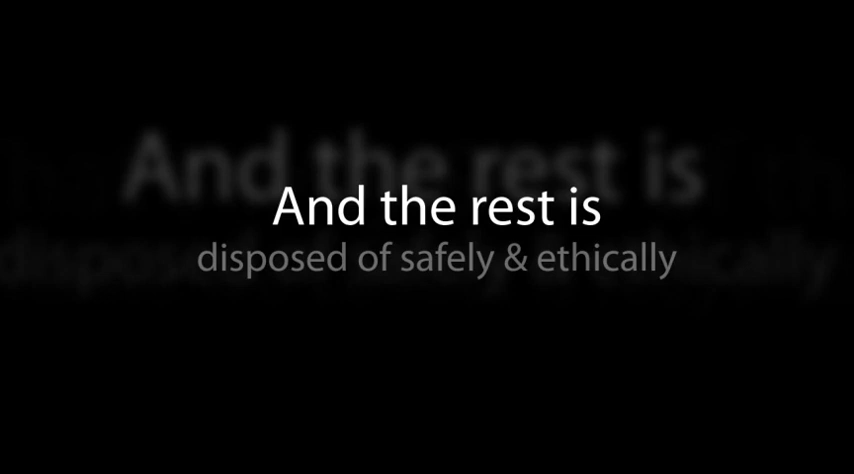 And the rest is
disposed of safely & ethically